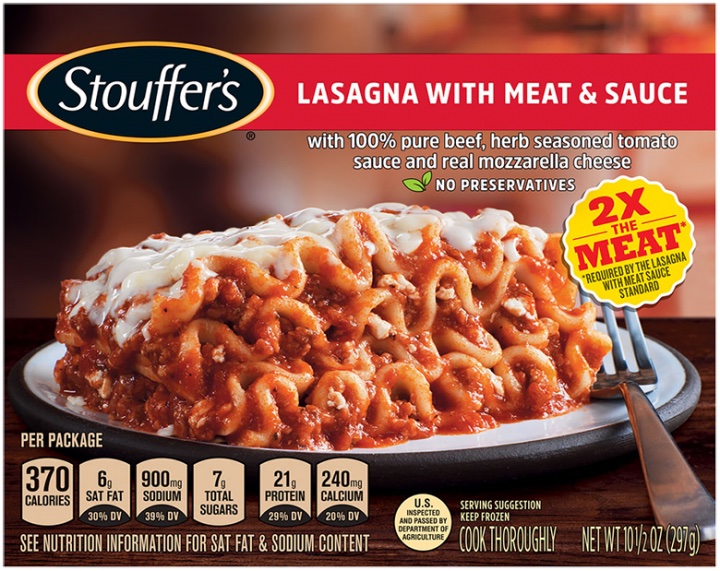 Stouffer's®
LASAGNA WITH MEAT & SAUCE
with 100% pure beef, herb seasoned tomato
sauce and real mozzarella cheese
NO PRESERVATIVES
2X
THE
MEAT*
*REQUIRED BY THE LASAGNA
WITH MEAT SAUCE
STANDARD
PER PACKAGE
370
CALORIES
6g
SAT FAT
30% DV
900mg
SODIUM
39% DV
7g
TOTAL
SUGARS
21g
PROTEIN
29% DV
240mg
CALCIUM
20% DV
SEE NUTRITION INFORMATION FOR SAT FAT & SODIUM CONTENT
U.S.
INSPECTED
AND PASSED BY
DEPARTMENT OF
AGRICULTURE
SERVING SUGGESTION
KEEP FROZEN
COOK THOROUGHLY
NET WT 10 1/2 OZ (297g)